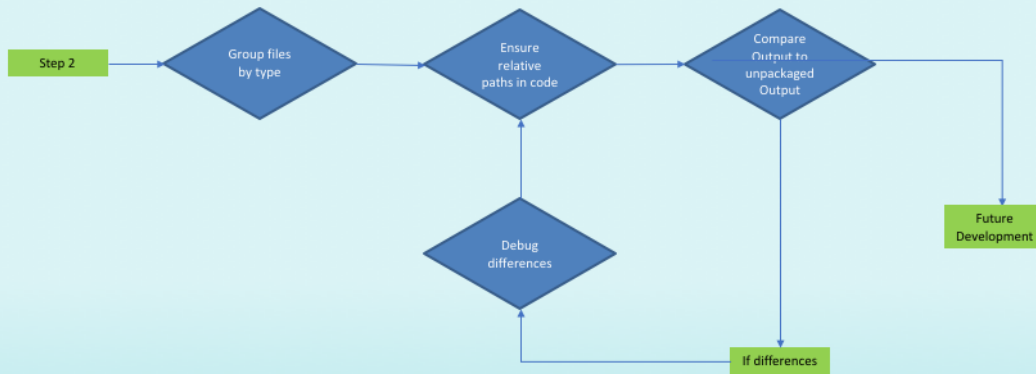 Step 2
Group files
by type
Ensure
relative
paths in code
Compare
Output to
unpackaged
Output
Future
Development
Debug
differences
If differences